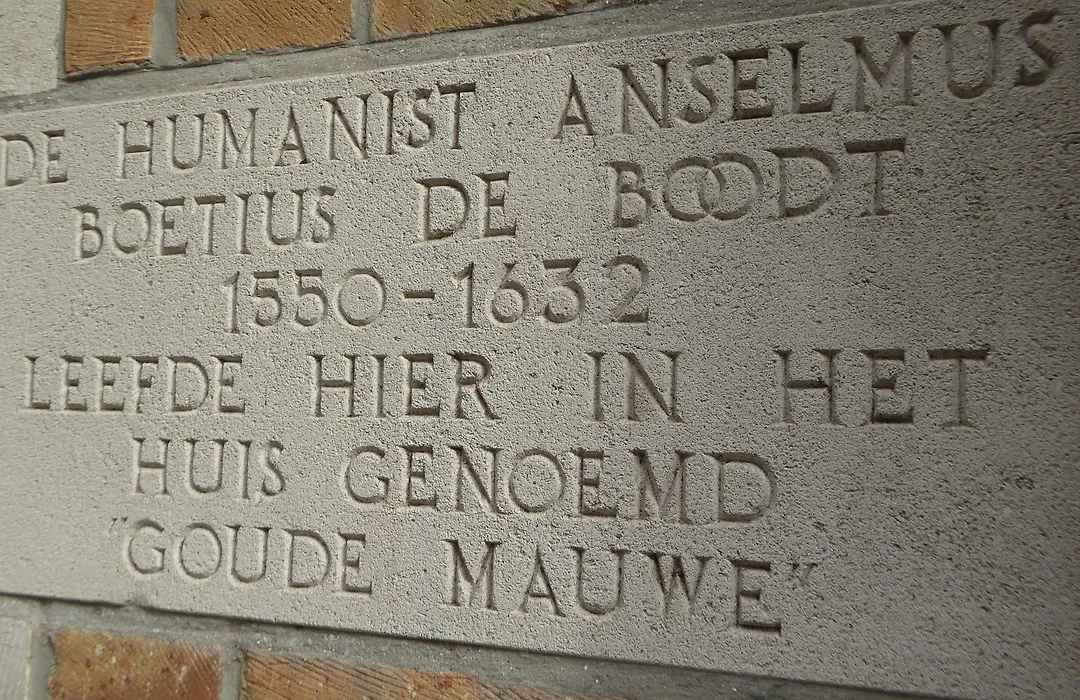 DE HUMANIST ANSELMUS
BOETIUS DE BOODT
1550-1632
LEEFDE HIER IN HET
HUIS GENOEMD
"GOUDE MAUWE"